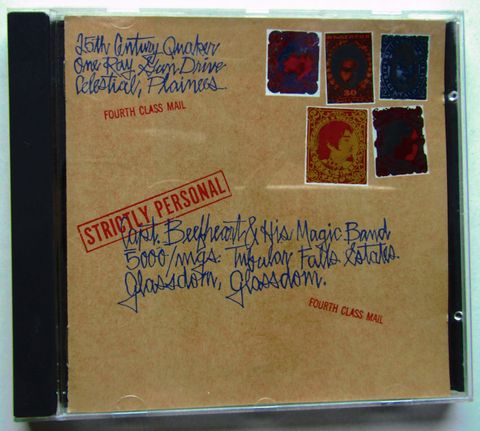 25th Century Quaker
One Ray Gun Drive
Celestial, Plainess
FOURTH CLASS MAIL
STRICTLY PERSONAL
Capt. Beefheart & His Magic Band
5000/mgs. Tubular Falls Estates.
Glassdom, Glassdom.
FOURTH CLASS MAIL